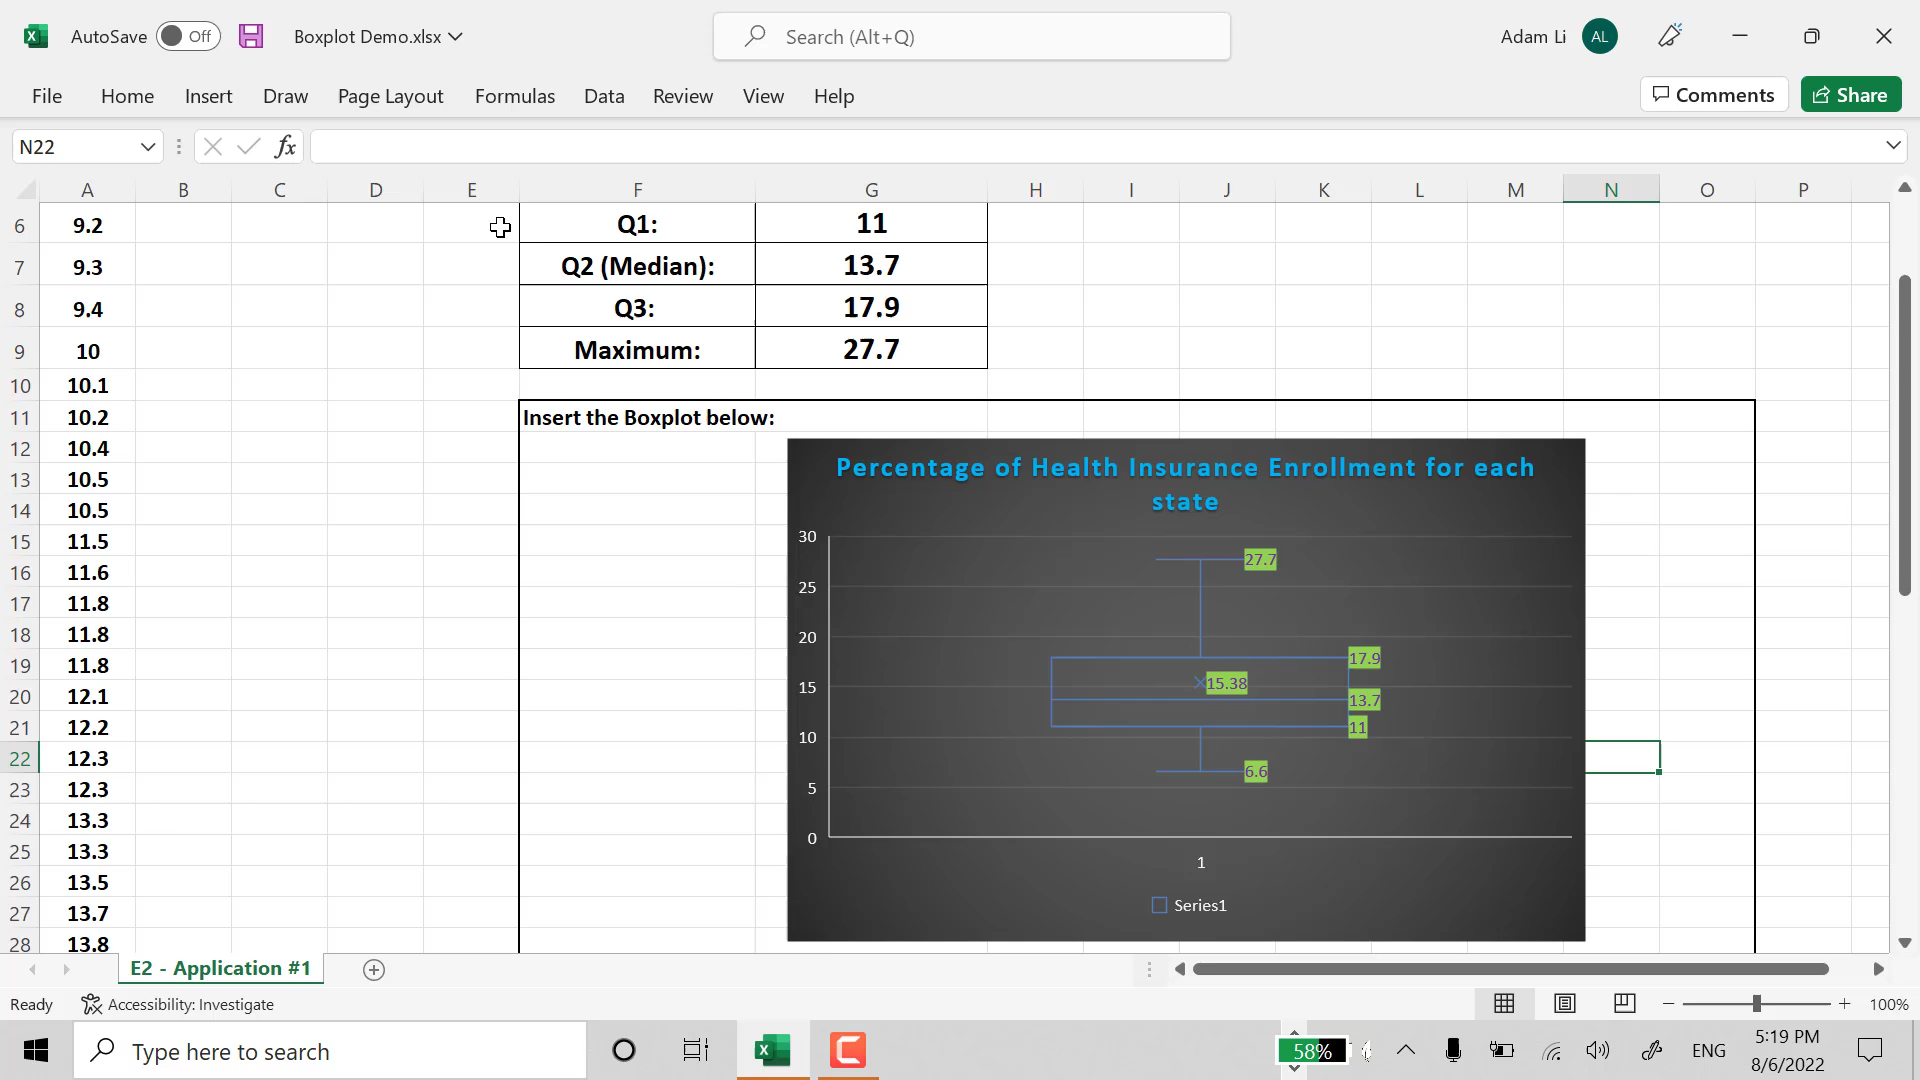 AutoSave Off Boxplot Demo.xlsx Search (Alt+Q) Adam Li AL
File Home Insert Draw Page Layout Formulas Data Review View Help Comments Share
N22 fx
A B C D E F G H I J K L M N O P
6 9.2 Q1: 11
7 9.3 Q2 (Median): 13.7
8 9.4 Q3: 17.9
9 10 Maximum: 27.7
10 10.1
11 10.2 Insert the Boxplot below:
12 10.4
13 10.5
14 10.5
15 11.5
16 11.6
17 11.8
18 11.8
19 11.8
20 12.1
21 12.2
22 12.3
23 12.3
24 13.3
25 13.3
26 13.5
27 13.7
28 13.8
Percentage of Health Insurance Enrollment for each
state
30
25
20
15
10
5
0
27.7
17.9
15.38
13.7
11
6.6
1
Series1
E2 - Application #1
Ready Accessibility: Investigate 100%
Type here to search 58% ENG 5:19 PM
8/6/2022